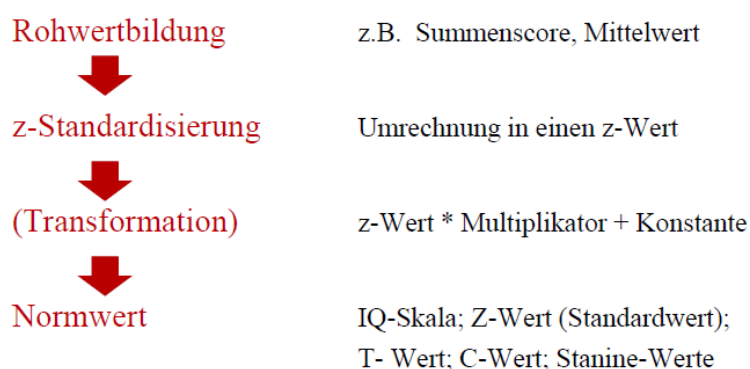 Rohwertbildung z.B. Summenscore, Mittelwert
z-Standardisierung Umrechnung in einen z-Wert
(Transformation) z-Wert * Multiplikator + Konstante
Normwert IQ-Skala; Z-Wert (Standardwert);
T- Wert; C-Wert; Stanine-Werte